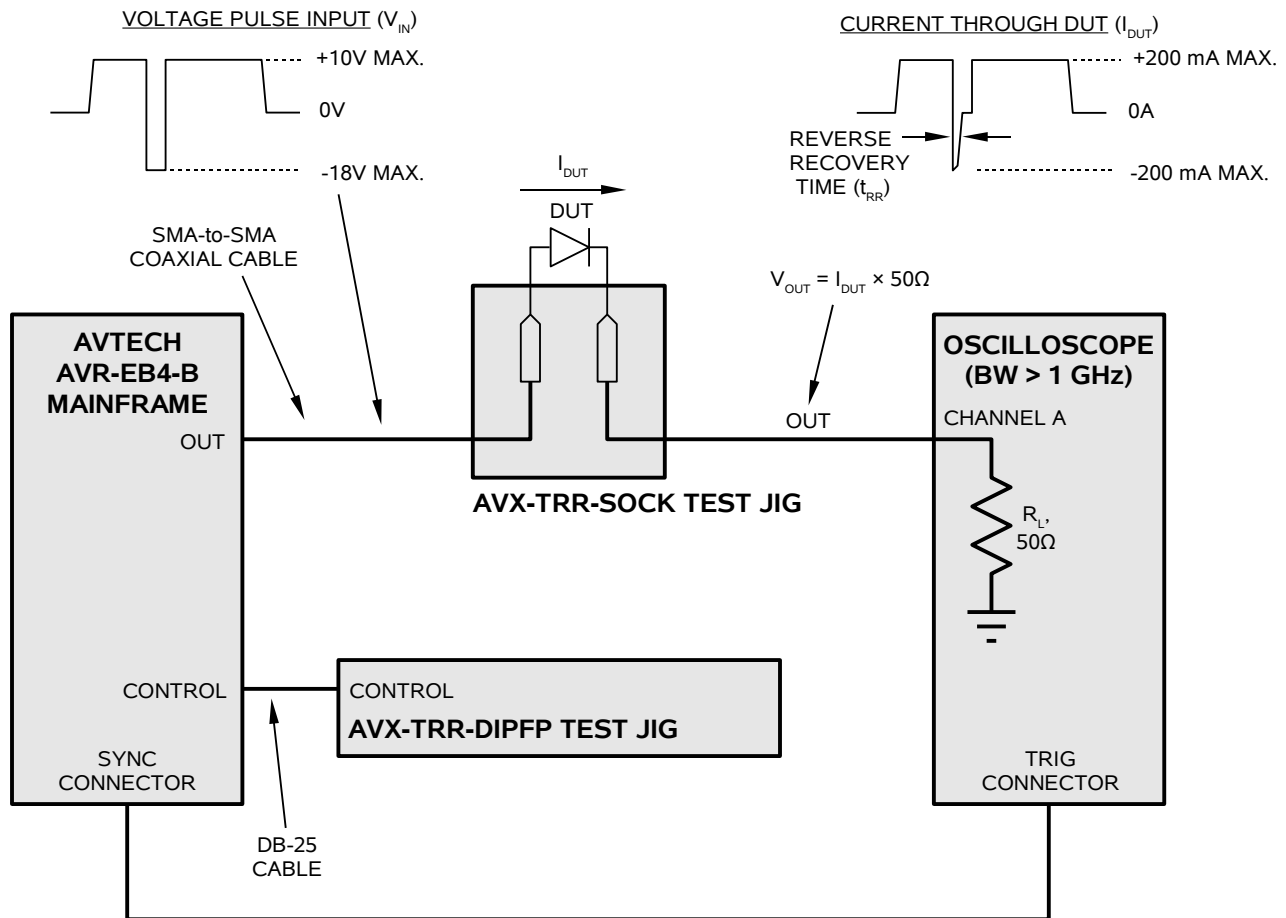 VOLTAGE PULSE INPUT (V_IN)
+10V MAX.
0V
-18V MAX.
CURRENT THROUGH DUT (I_DUT)
+200 mA MAX.
0A
-200 mA MAX.
REVERSE
RECOVERY
TIME (t_RR)
I_DUT
DUT
SMA-to-SMA
COAXIAL CABLE
V_OUT = I_DUT × 50Ω
AVTECH
AVR-EB4-B
MAINFRAME
OUT
CONTROL
SYNC
CONNECTOR
AVX-TRR-SOCK TEST JIG
OUT
OSCILLOSCOPE
(BW > 1 GHz)
CHANNEL A
R_L,
50Ω
TRIG
CONNECTOR
CONTROL
AVX-TRR-DIPFP TEST JIG
DB-25
CABLE